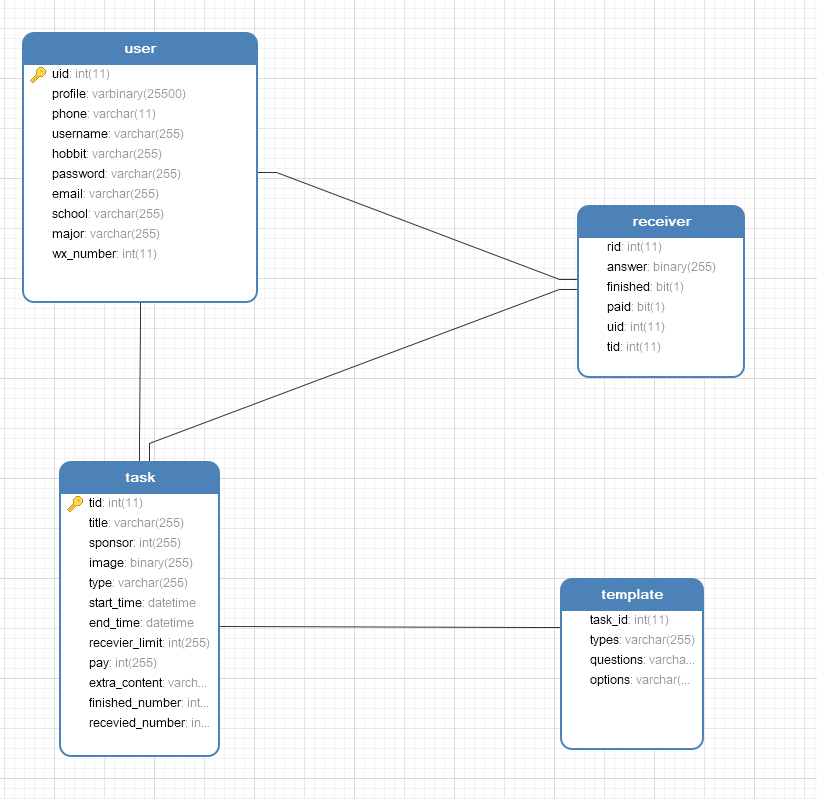 user
uid: int(11)
profile: varbinary(25500)
phone: varchar(11)
username: varchar(255)
hobbit: varchar(255)
password: varchar(255)
email: varchar(255)
school: varchar(255)
major: varchar(255)
wx_number: int(11)
receiver
rid: int(11)
answer: binary(255)
finished: bit(1)
paid: bit(1)
uid: int(11)
tid: int(11)
task
tid: int(11)
title: varchar(255)
sponsor: int(255)
image: binary(255)
type: varchar(255)
start_time: datetime
end_time: datetime
recevier_limit: int(255)
pay: int(255)
extra_content: varch...
finished_number: int...
recevied_number: in...
template
task_id: int(11)
types: varchar(255)
questions: varcha...
options: varchar(...